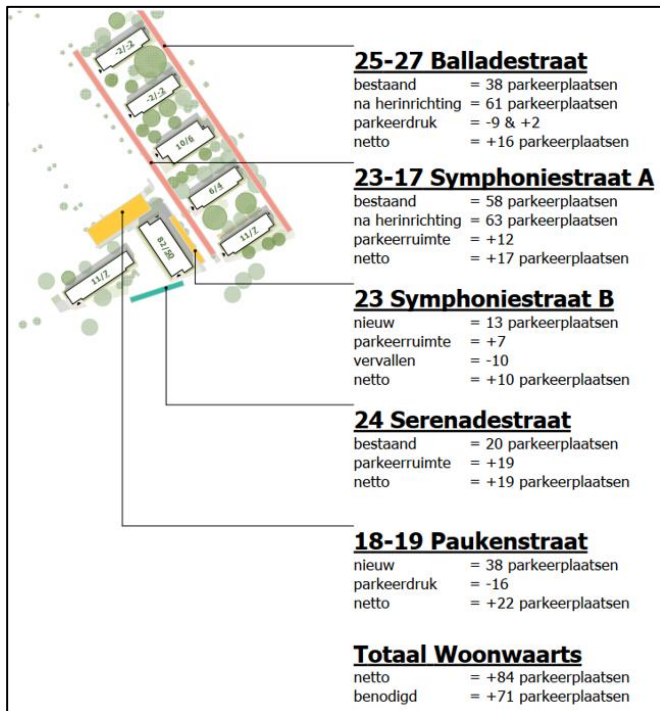 -2/-2
-2/-2
10/6
6/4
11/7
82/50
11/7
25-27 Balladestraat
bestaand = 38 parkeerplaatsen
na herinrichting = 61 parkeerplaatsen
parkeerdruk = -9 & +2
netto = +16 parkeerplaatsen
23-17 Symphoniestraat A
bestaand = 58 parkeerplaatsen
na herinrichting = 63 parkeerplaatsen
parkeerruimte = +12
netto = +17 parkeerplaatsen
23 Symphoniestraat B
nieuw = 13 parkeerplaatsen
parkeerruimte = +7
vervallen = -10
netto = +10 parkeerplaatsen
24 Serenadestraat
bestaand = 20 parkeerplaatsen
parkeerruimte = +19
netto = +19 parkeerplaatsen
18-19 Paukenstraat
nieuw = 38 parkeerplaatsen
parkeerdruk = -16
netto = +22 parkeerplaatsen
Totaal Woonwaarts
netto = +84 parkeerplaatsen
benodigd = +71 parkeerplaatsen